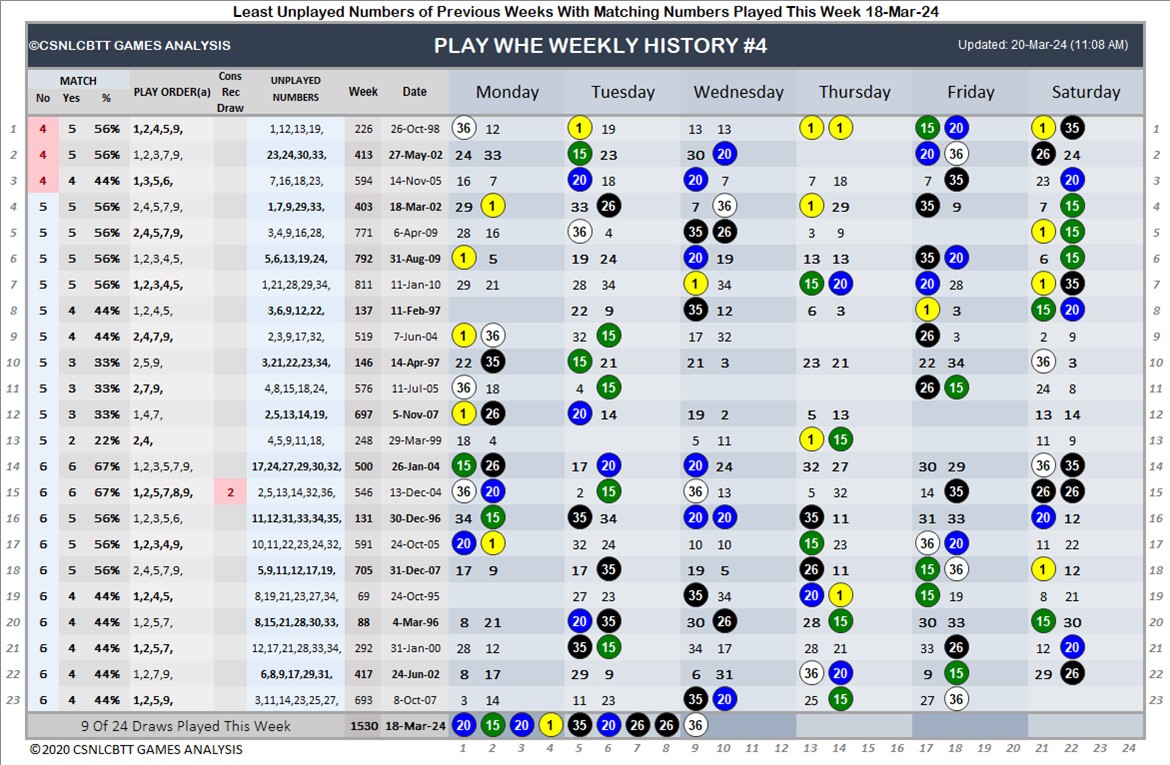 Least Unplayed Numbers of Previous Weeks With Matching Numbers Played This Week 18-Mar-24
©CSNLCBTT GAMES ANALYSIS PLAY WHE WEEKLY HISTORY #4 Updated: 20-Mar-24 (11:08 AM)
MATCH Cons
No Yes % PLAY ORDER(a) Rec UNPLAYED NUMBERS Week Date Monday Tuesday Wednesday Thursday Friday Saturday
Draw
1 4 5 56% 1,2,4,5,9, 1,12,13,19, 226 26-Oct-98 36 12 1 19 13 13 1 1 15 20 1 35 1
2 4 5 56% 1,2,3,7,9, 23,24,30,33, 413 27-May-02 24 33 15 23 30 20 20 36 26 24 2
3 4 4 44% 1,3,5,6, 7,16,18,23, 594 14-Nov-05 16 7 20 18 20 7 7 18 7 35 23 20 3
4 5 5 56% 2,4,5,7,9, 1,7,9,29,33, 403 18-Mar-02 29 1 33 26 7 36 1 29 35 9 7 15 4
5 5 5 56% 2,4,5,7,9, 3,4,9,16,28, 771 6-Apr-09 28 16 36 4 35 26 3 9 1 15 5
6 5 5 56% 1,2,3,4,5, 5,6,13,19,24, 792 31-Aug-09 1 5 19 24 20 19 13 13 35 20 6 15 6
7 5 5 56% 1,2,3,4,5, 1,21,28,29,34, 811 11-Jan-10 29 21 28 34 1 34 15 20 20 28 1 35 7
8 5 4 44% 1,2,4,5, 3,6,9,12,22, 137 11-Feb-97 22 9 35 12 6 3 1 3 15 20 8
9 5 4 44% 2,4,7,9, 2,3,9,17,32, 519 7-Jun-04 1 36 32 15 17 32 26 3 2 9 9
10 5 3 33% 2,5,9, 3,21,22,23,34, 146 14-Apr-97 22 35 15 21 21 3 23 21 22 34 36 3 10
11 5 3 33% 2,7,9, 4,8,15,18,24, 576 11-Jul-05 36 18 4 15 26 15 24 8 11
12 5 3 33% 1,4,7, 2,5,13,14,19, 697 5-Nov-07 1 26 20 14 19 2 5 13 13 14 12
13 5 2 22% 2,4, 4,5,9,11,18, 248 29-Mar-99 18 4 5 11 1 15 11 9 13
14 6 6 67% 1,2,3,5,7,9, 17,24,27,29,30,32, 500 26-Jan-04 15 26 17 20 20 24 32 27 30 29 36 35 14
15 6 6 67% 1,2,5,7,8,9, 2 2,5,13,14,32,36, 546 13-Dec-04 36 20 2 15 36 13 5 32 14 35 26 26 15
16 6 5 56% 1,2,3,5,6, 11,12,31,33,34,35, 131 30-Dec-96 34 15 35 34 20 20 35 11 31 33 20 12 16
17 6 5 56% 1,2,3,4,9, 10,11,22,23,24,32, 591 24-Oct-05 20 1 32 24 10 10 15 23 36 20 11 22 17
18 6 5 56% 2,4,5,7,9, 5,9,11,12,17,19, 705 31-Dec-07 17 9 17 35 19 5 26 11 15 36 1 12 18
19 6 4 44% 1,2,4,5, 8,19,21,23,27,34, 69 24-Oct-95 27 23 35 34 20 1 15 19 8 21 19
20 6 4 44% 1,2,5,7, 8,15,21,28,30,33, 88 4-Mar-96 8 21 20 35 30 26 28 15 30 33 15 30 20
21 6 4 44% 1,2,5,7, 12,17,21,28,33,34, 292 31-Jan-00 28 12 35 15 34 17 28 21 33 26 12 20 21
22 6 4 44% 1,2,7,9, 6,8,9,17,29,31, 417 24-Jun-02 8 17 29 9 6 31 36 20 9 15 29 26 22
23 6 4 44% 1,2,5,9, 3,11,14,23,25,27, 693 8-Oct-07 3 14 11 23 35 20 25 15 27 36 23
9 Of 24 Draws Played This Week 1530 18-Mar-24 20 15 20 1 35 20 26 26 36
© 2020 CSNLCBTT GAMES ANALYSIS 1 2 3 4 5 6 7 8 9 10 11 12 13 14 15 16 17 18 19 20 21 22 23 24